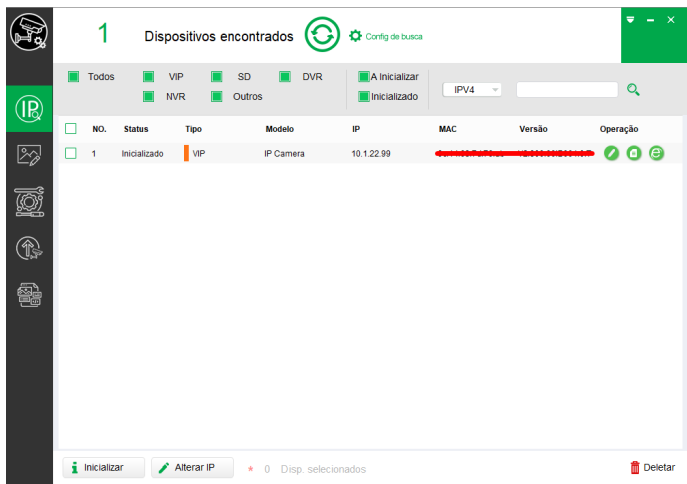 1 Dispositivos encontrados Config de busca
Todos VIP SD DVR A Inicializar
NVR Outros Inicializado
IPV4
IP
NO. Status Tipo Modelo IP MAC Versão Operação
1 Inicializado VIP IP Camera 10.1.22.99
Inicializar Alterar IP * 0 Disp. selecionados Deletar